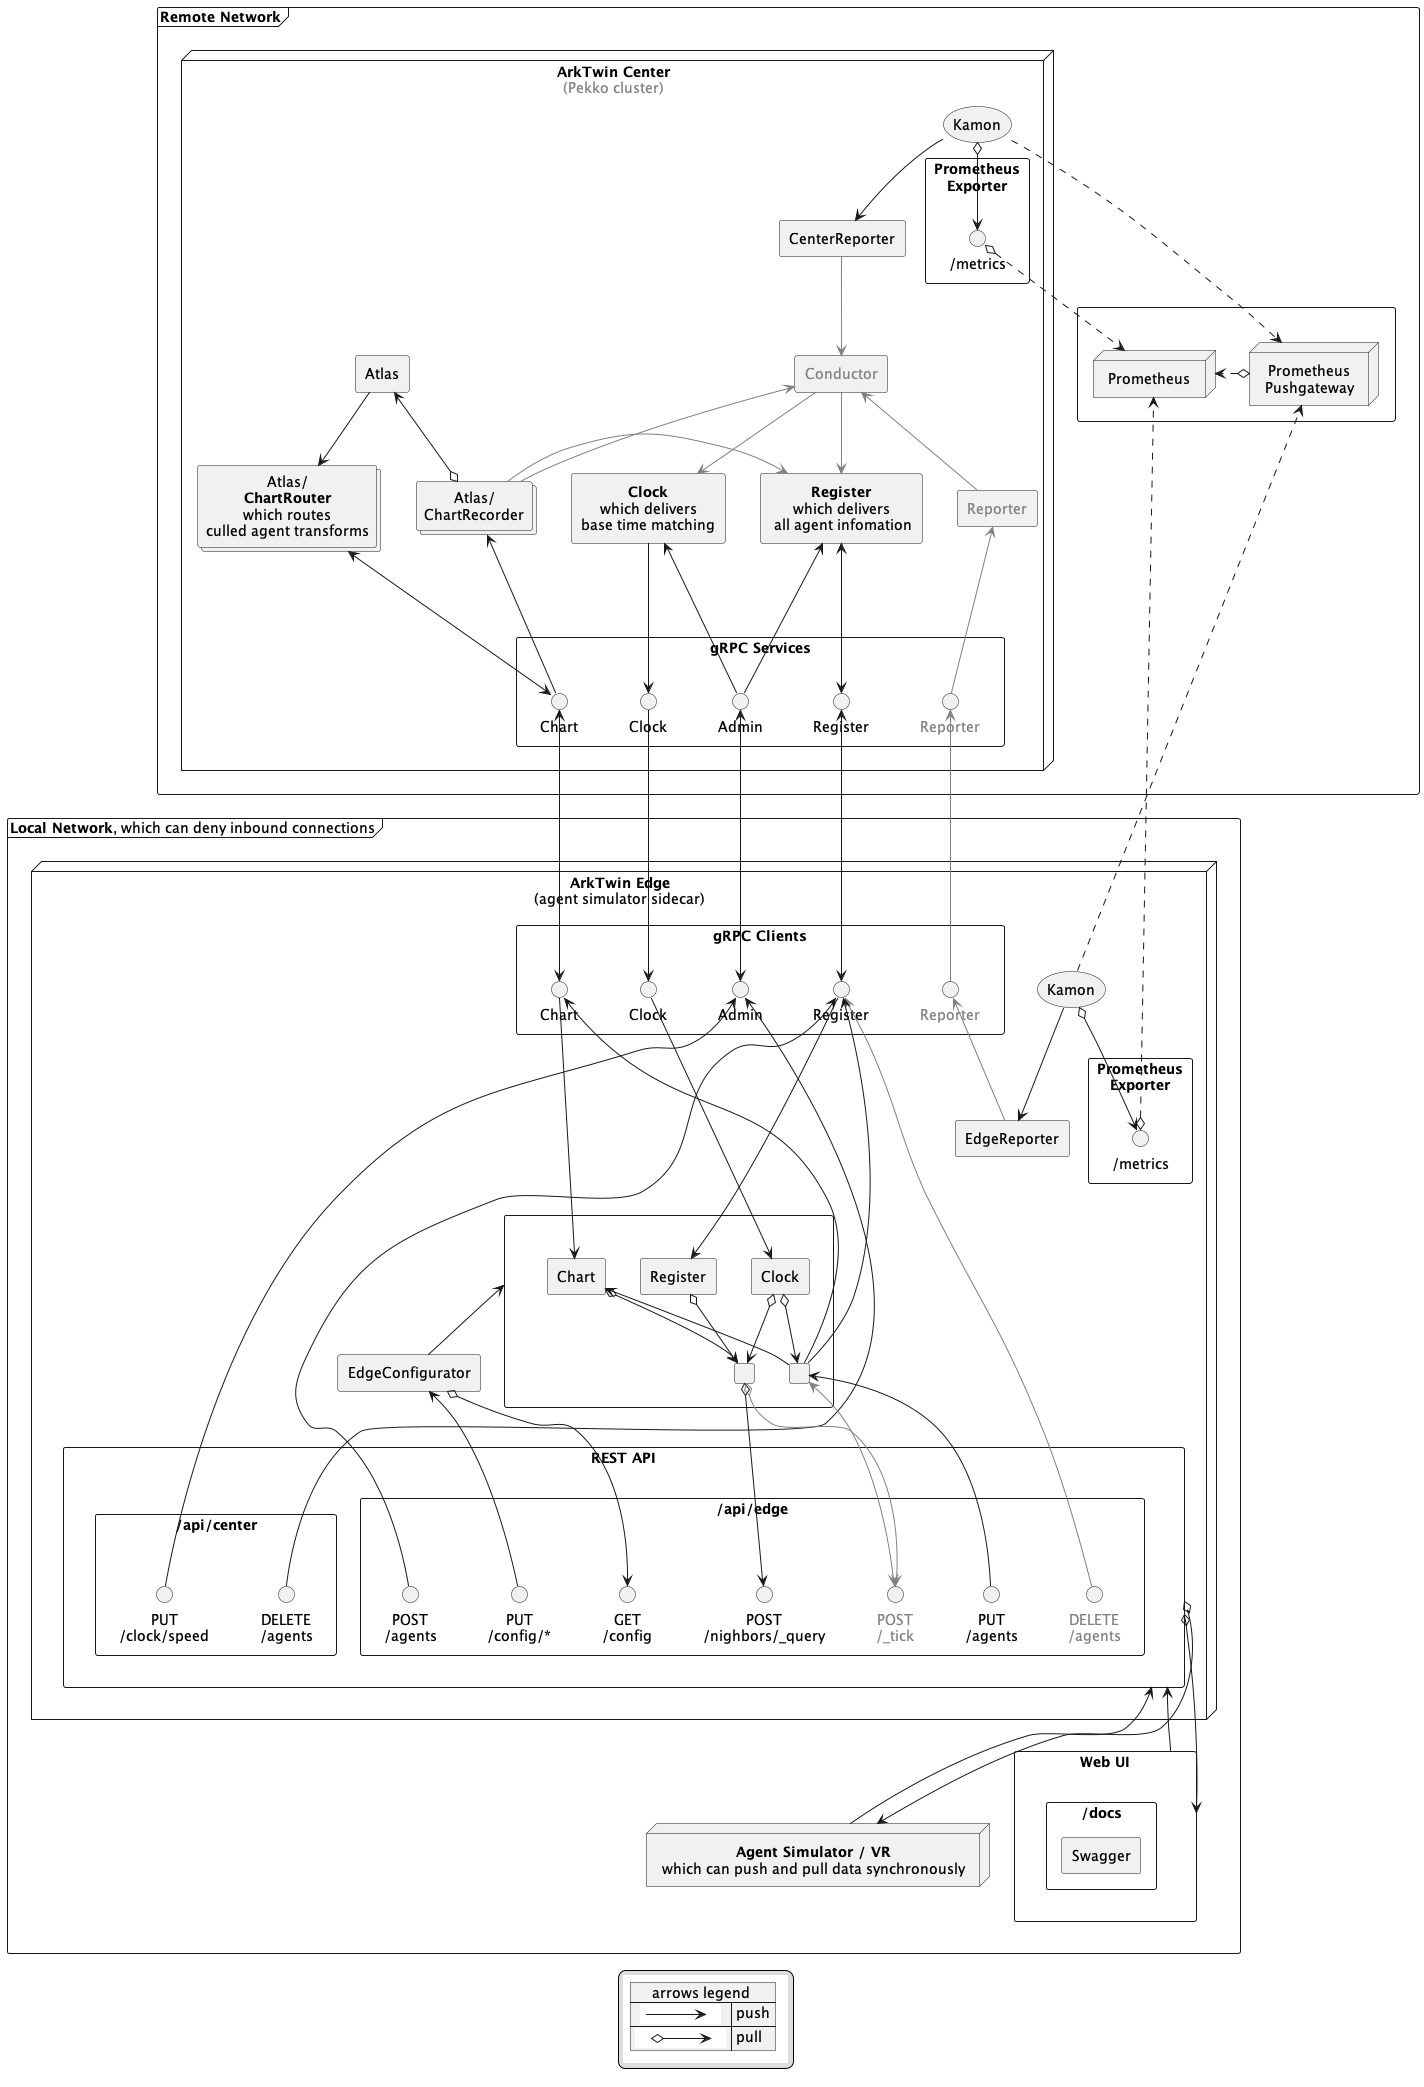 Remote Network
ArkTwin Center
(Pekko cluster)
Kamon
Prometheus
Exporter
CenterReporter
/metrics
Atlas
Conductor
Prometheus
Prometheus
Pushgateway
Atlas/
ChartRouter
which routes
culled agent transforms
Atlas/
ChartRecorder
Clock
which delivers
base time matching
Register
which delivers
all agent infomation
Reporter
gRPC Services
Chart
Clock
Admin
Register
Reporter
Local Network, which can deny inbound connections
ArkTwin Edge
(agent simulator sidecar)
gRPC Clients
Chart
Clock
Admin
Register
Reporter
Kamon
Prometheus
Exporter
EdgeReporter
/metrics
Chart
Register
Clock
EdgeConfigurator
REST API
/api/center
PUT
/clock/speed
DELETE
/agents
/api/edge
POST
/agents
PUT
/config/*
GET
/config
POST
/neighbors/_query
POST
/_tick
PUT
/agents
DELETE
/agents
Web UI
/docs
Swagger
Agent Simulator / VR
which can push and pull data synchronously
arrows legend
push
pull